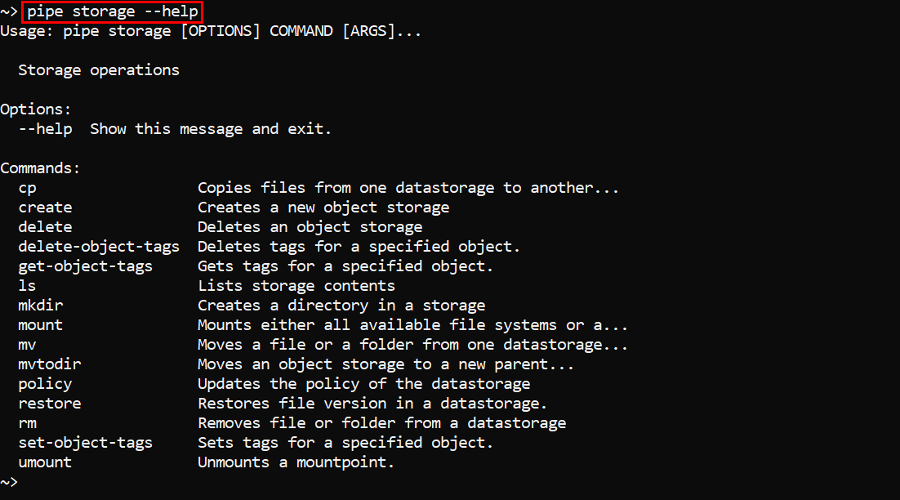 ~> pipe storage --help
Usage: pipe storage [OPTIONS] COMMAND [ARGS]...
Storage operations
Options:
--help  Show this message and exit.
Commands:
cp                  Copies files from one datastorage to another...
create              Creates a new object storage
delete              Deletes an object storage
delete-object-tags  Deletes tags for a specified object.
get-object-tags     Gets tags for a specified object.
ls                  Lists storage contents
mkdir               Creates a directory in a storage
mount               Mounts either all available file systems or a...
mv                  Moves a file or a folder from one datastorage...
mvtodir             Moves an object storage to a new parent...
policy              Updates the policy of the datastorage
restore             Restores file version in a datastorage.
rm                  Removes file or folder from a datastorage
set-object-tags     Sets tags for a specified object.
umount              Unmounts a mountpoint.
~>